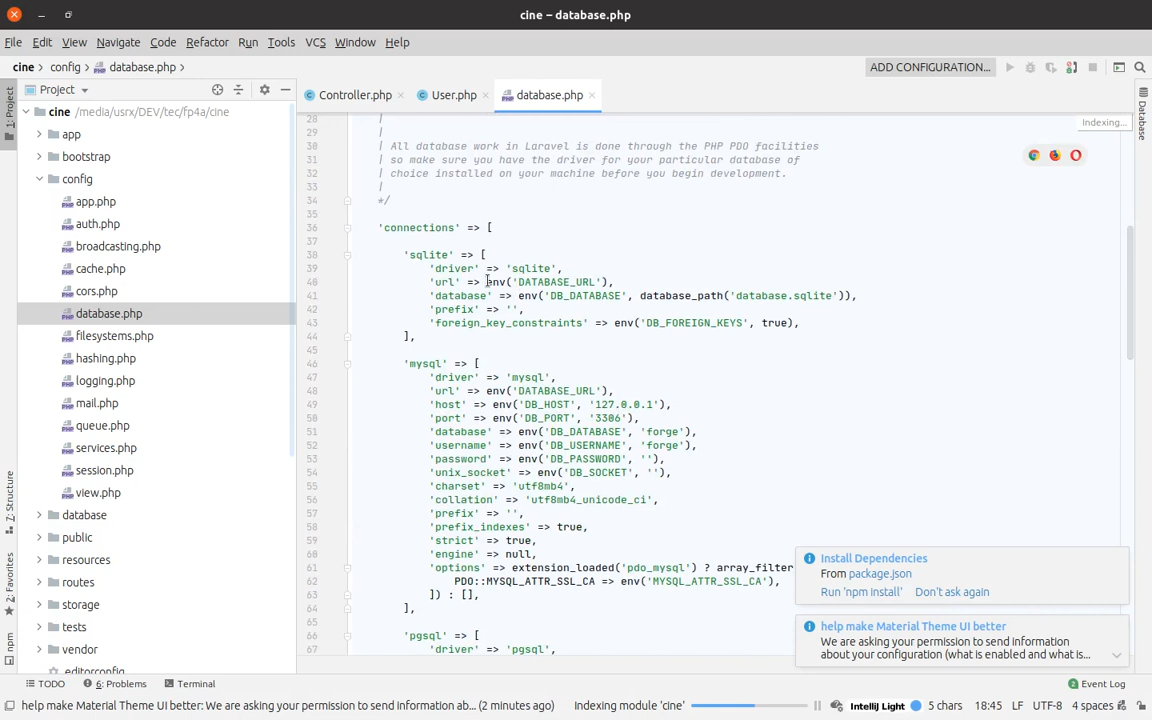 cine – database.php
File Edit View Navigate Code Refactor Run Tools VCS Window Help
cine config database.php ADD CONFIGURATION...
1: Project
7: Structure
2: Favorites
npm
Project
cine /media/usrx/DEV/tec/fp4a/cine
app
bootstrap
config
app.php
auth.php
broadcasting.php
cache.php
cors.php
database.php
filesystems.php
hashing.php
logging.php
mail.php
queue.php
services.php
session.php
view.php
database
public
resources
routes
storage
tests
vendor
.editorconfig
Controller.php User.php database.php
Indexing...
Database
28 |
29 |
30 | All database work in Laravel is done through the PHP PDO facilities
31 | so make sure you have the driver for your particular database of
32 | choice installed on your machine before you begin development.
33 |
34 */
35
36 'connections' => [
37
38 'sqlite' => [
39 'driver' => 'sqlite',
40 'url' => env('DATABASE_URL'),
41 'database' => env('DB_DATABASE', database_path('database.sqlite')),
42 'prefix' => '',
43 'foreign_key_constraints' => env('DB_FOREIGN_KEYS', true),
44 ],
45
46 'mysql' => [
47 'driver' => 'mysql',
48 'url' => env('DATABASE_URL'),
49 'host' => env('DB_HOST', '127.0.0.1'),
50 'port' => env('DB_PORT', '3306'),
51 'database' => env('DB_DATABASE', 'forge'),
52 'username' => env('DB_USERNAME', 'forge'),
53 'password' => env('DB_PASSWORD', ''),
54 'unix_socket' => env('DB_SOCKET', ''),
55 'charset' => 'utf8mb4',
56 'collation' => 'utf8mb4_unicode_ci',
57 'prefix' => '',
58 'prefix_indexes' => true,
59 'strict' => true,
60 'engine' => null,
61 'options' => extension_loaded('pdo_mysql') ? array_filter
62 PDO::MYSQL_ATTR_SSL_CA => env('MYSQL_ATTR_SSL_CA'),
63 ]) : [],
64 ],
65
66 'pgsql' => [
67 'driver' => 'pgsql',
Install Dependencies
From package.json
Run 'npm install' Don't ask again
help make Material Theme UI better
We are asking your permission to send information
about your configuration (what is enabled and what is...
TODO 6: Problems Terminal 2 Event Log
help make Material Theme UI better: We are asking your permission to send information ab... (2 minutes ago) Indexing module 'cine' IntelliJ Light 5 chars 18:45 LF UTF-8 4 spaces